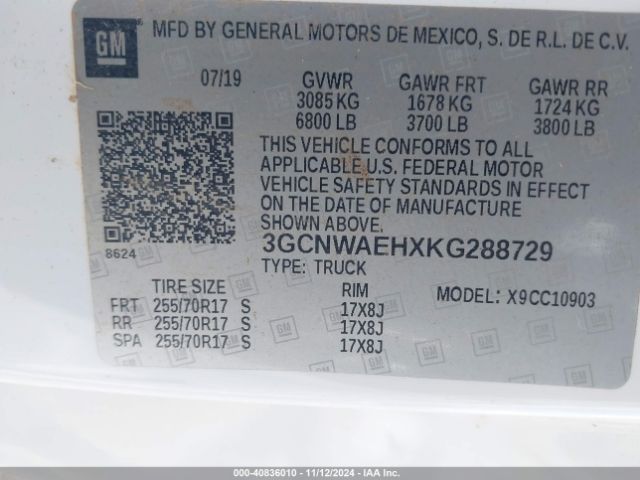 GM
MFD BY GENERAL MOTORS DE MEXICO, S. DE R.L. DE C.V.
07/19 GVWR GAWR FRT GAWR RR
3085 KG 1678 KG 1724 KG
6800 LB 3700 LB 3800 LB
THIS VEHICLE CONFORMS TO ALL
APPLICABLE U.S. FEDERAL MOTOR
VEHICLE SAFETY STANDARDS IN EFFECT
ON THE DATE OF MANUFACTURE
SHOWN ABOVE.
8624
3GCNWAEHXKG288729
TYPE: TRUCK
TIRE SIZE RIM MODEL: X9CC10903
FRT 255/70R17 S 17X8J
RR 255/70R17 S 17X8J
SPA 255/70R17 S 17X8J
000-40836010 - 11/12/2024 - IAAI.com